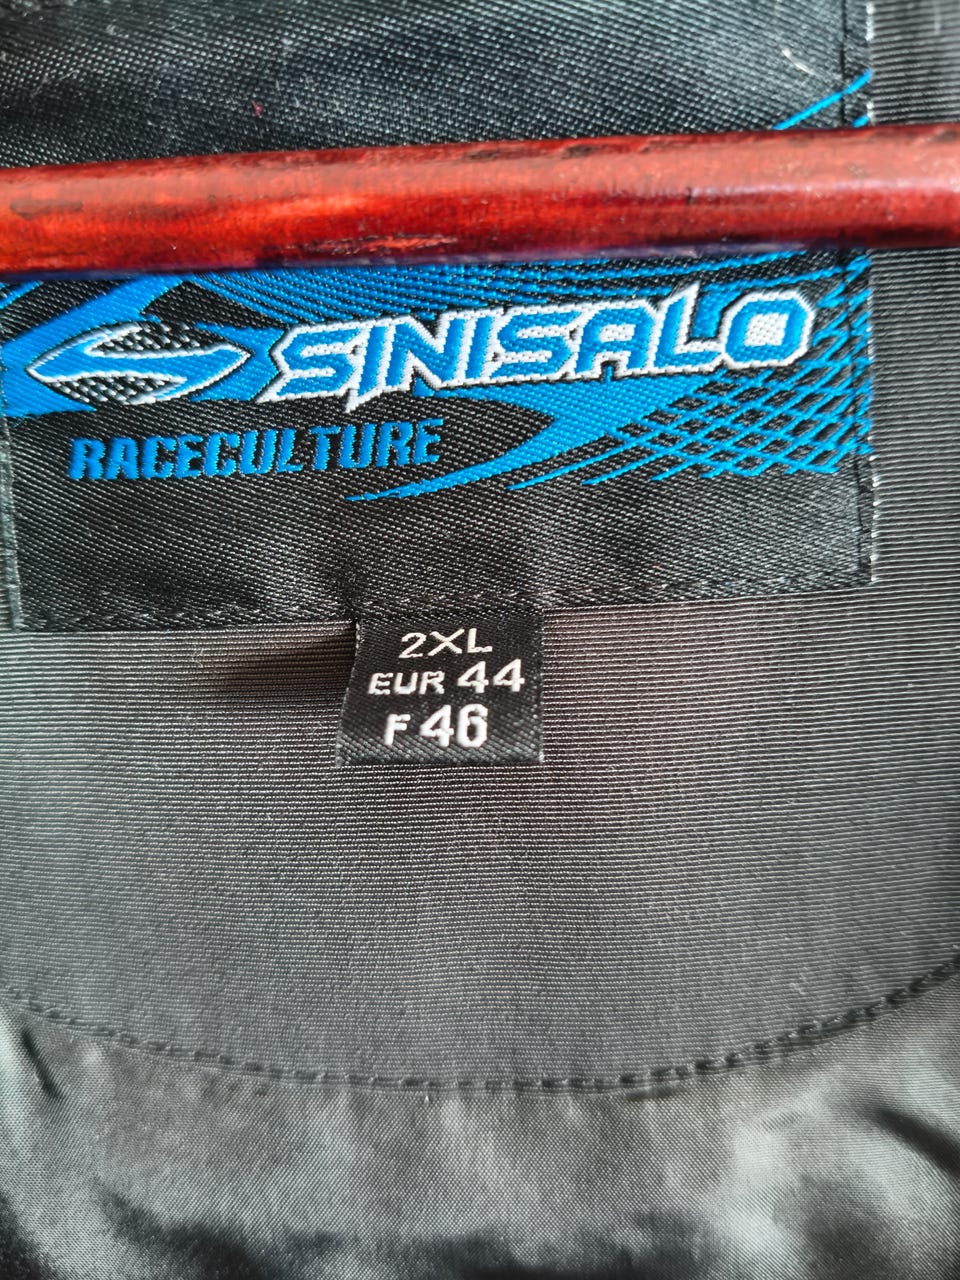 SINISALO
RACECULTURE
2XL
EUR 44
F 46